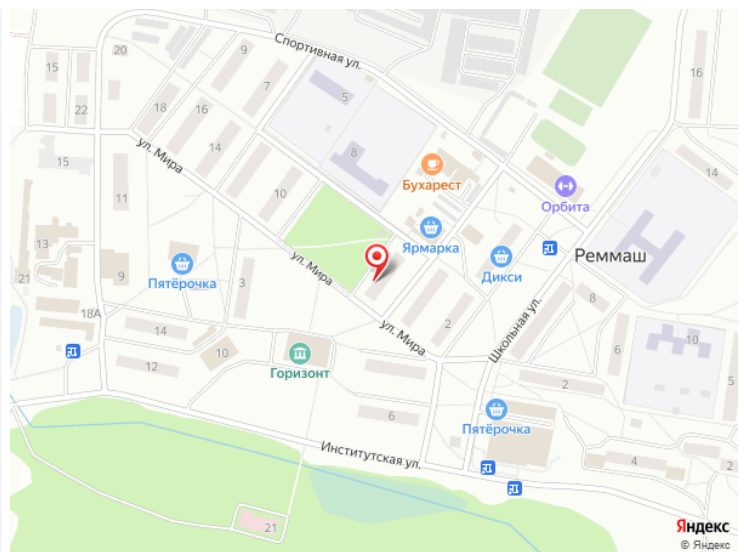 Спортивная ул.
20
9
15
7
16
5
22
18
16
14
14
ул. Мира
8
15
10
Бухарест
Орбита
11
Ярмарка
13
Реммаш
21
9
Пятёрочка
3
ул. Мира
Дикси
8
18А
14
2
ул. Мира
Школьная ул.
6
10
12
10
Горизонт
2
5
6
Пятёрочка
Институтская ул.
4
2
21
Яндекс
© Яндекс